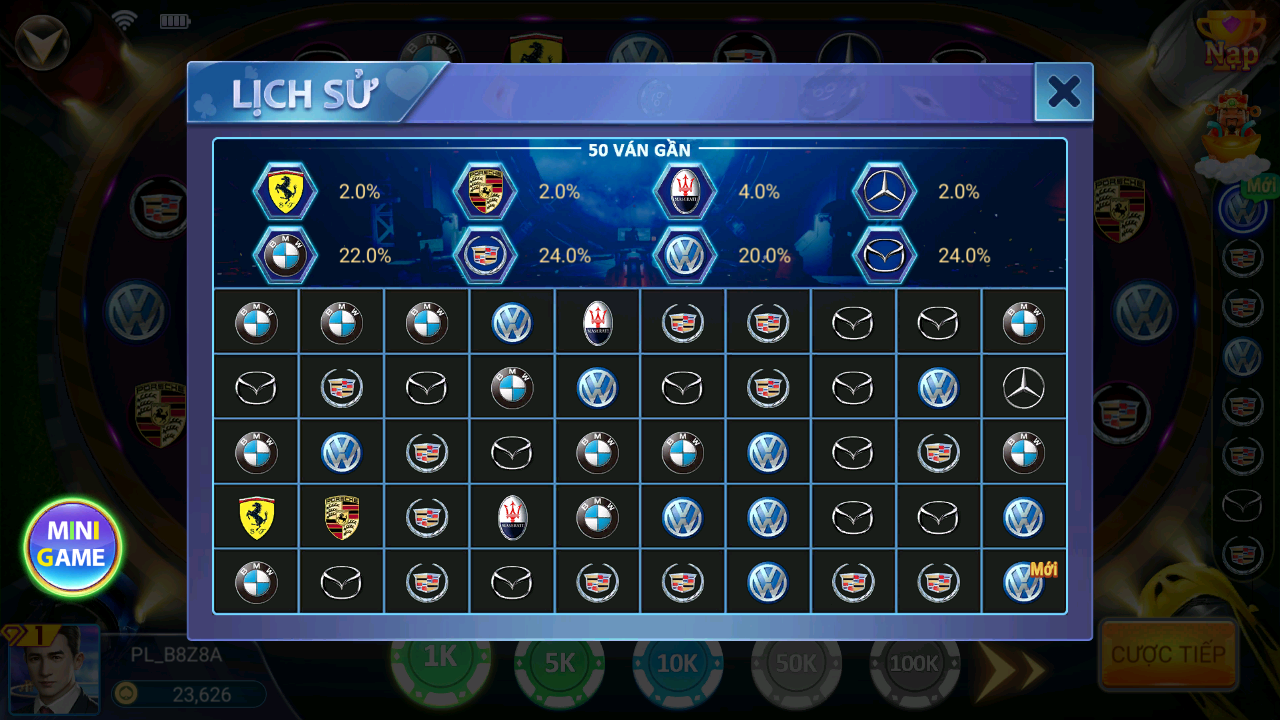 Nạp
LỊCH SỬ
50 VÁN GẦN
2.0%
2.0%
4.0%
2.0%
22.0%
24.0%
20.0%
24.0%
Mới
MINI
GAME
Mới
1
PL_B8Z8A
23,626
1K
5K
10K
50K
100K
CƯỢC TIẾP